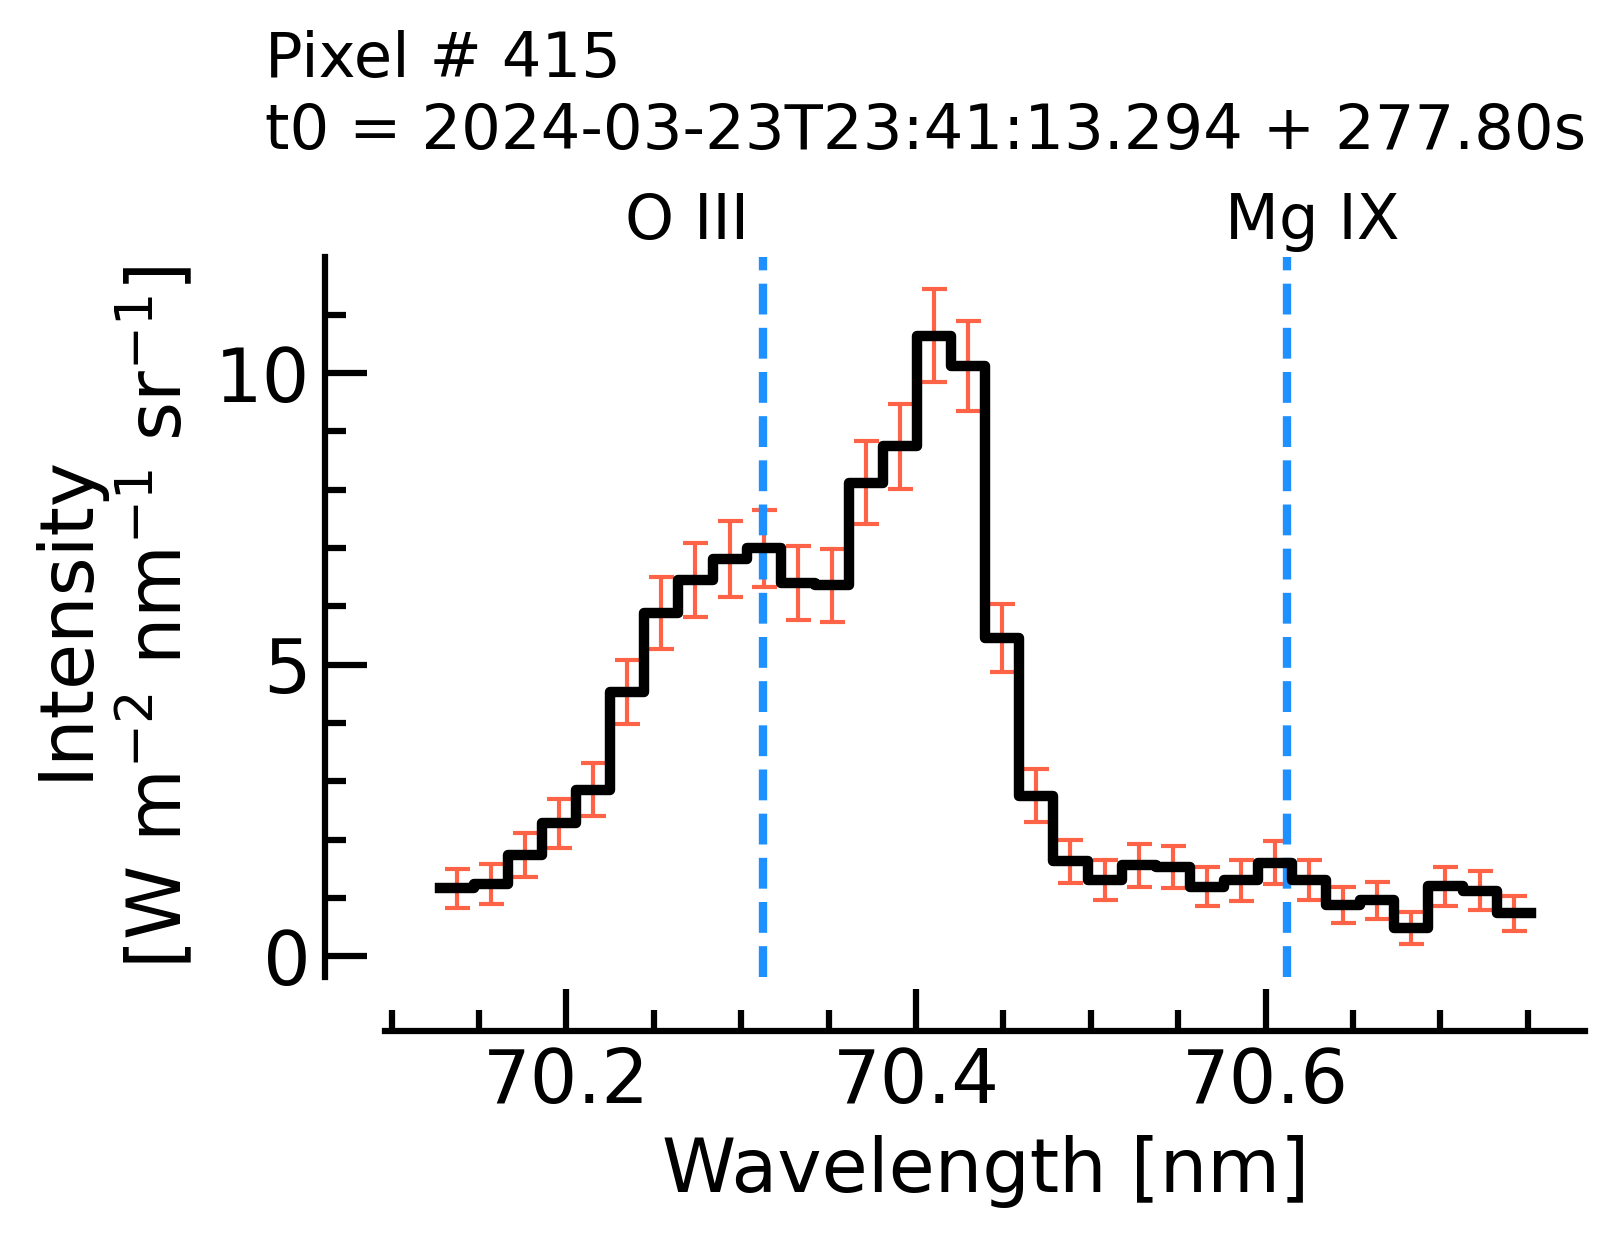 Pixel # 415
t0 = 2024-03-23T23:41:13.294 + 277.80s
O III
Mg IX
Intensity
[W m⁻² nm⁻¹ sr⁻¹]
10
5
0
70.2
70.4
70.6
Wavelength [nm]